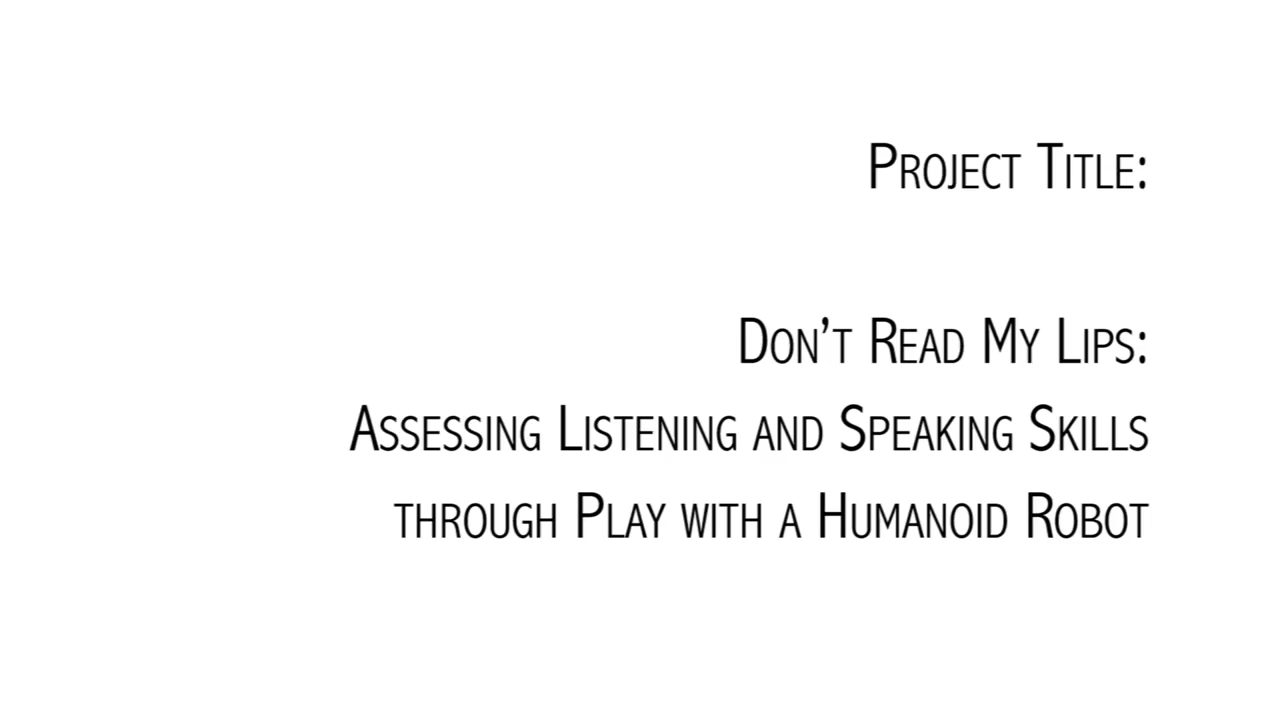 Project Title:
Don’t Read My Lips:
Assessing Listening and Speaking Skills
through Play with a Humanoid Robot